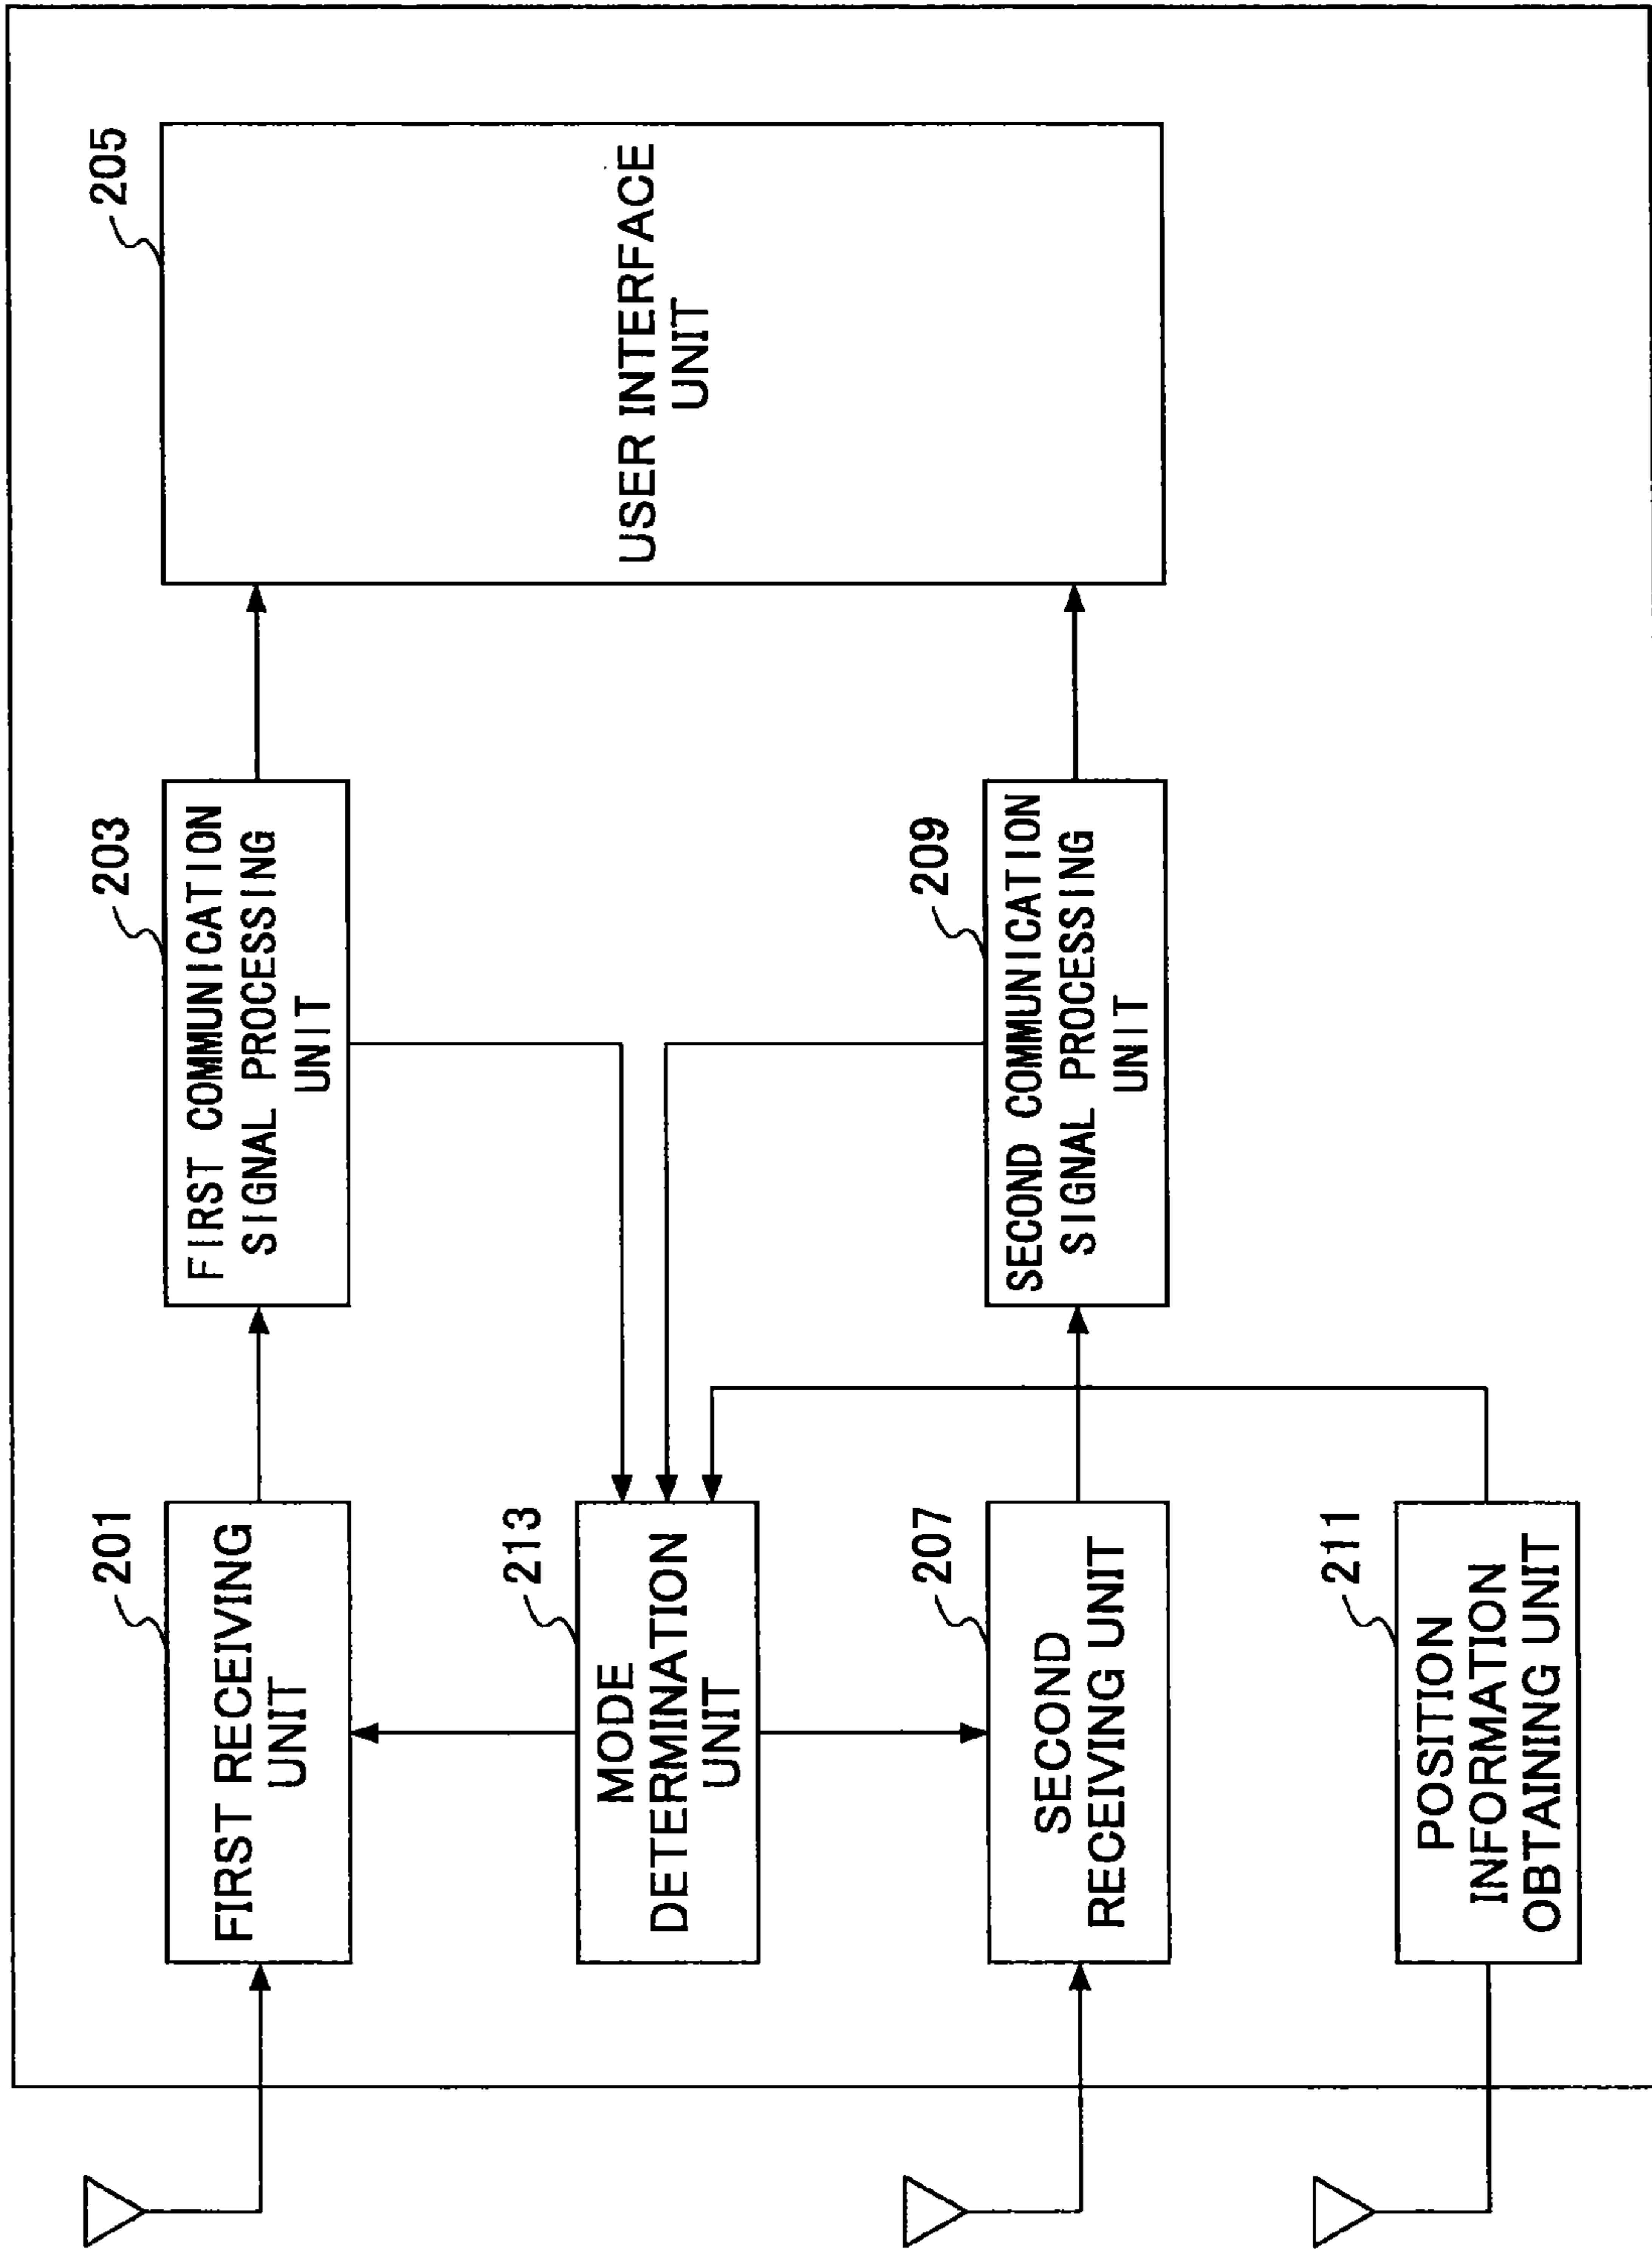 201
FIRST RECEIVING
UNIT
203
FIRST COMMUNICATION
SIGNAL PROCESSING
UNIT
205
USER INTERFACE
UNIT
213
MODE
DETERMINATION
UNIT
207
SECOND
RECEIVING UNIT
209
SECOND COMMUNICATION
SIGNAL PROCESSING
UNIT
211
POSITION
INFORMATION
OBTAINING UNIT